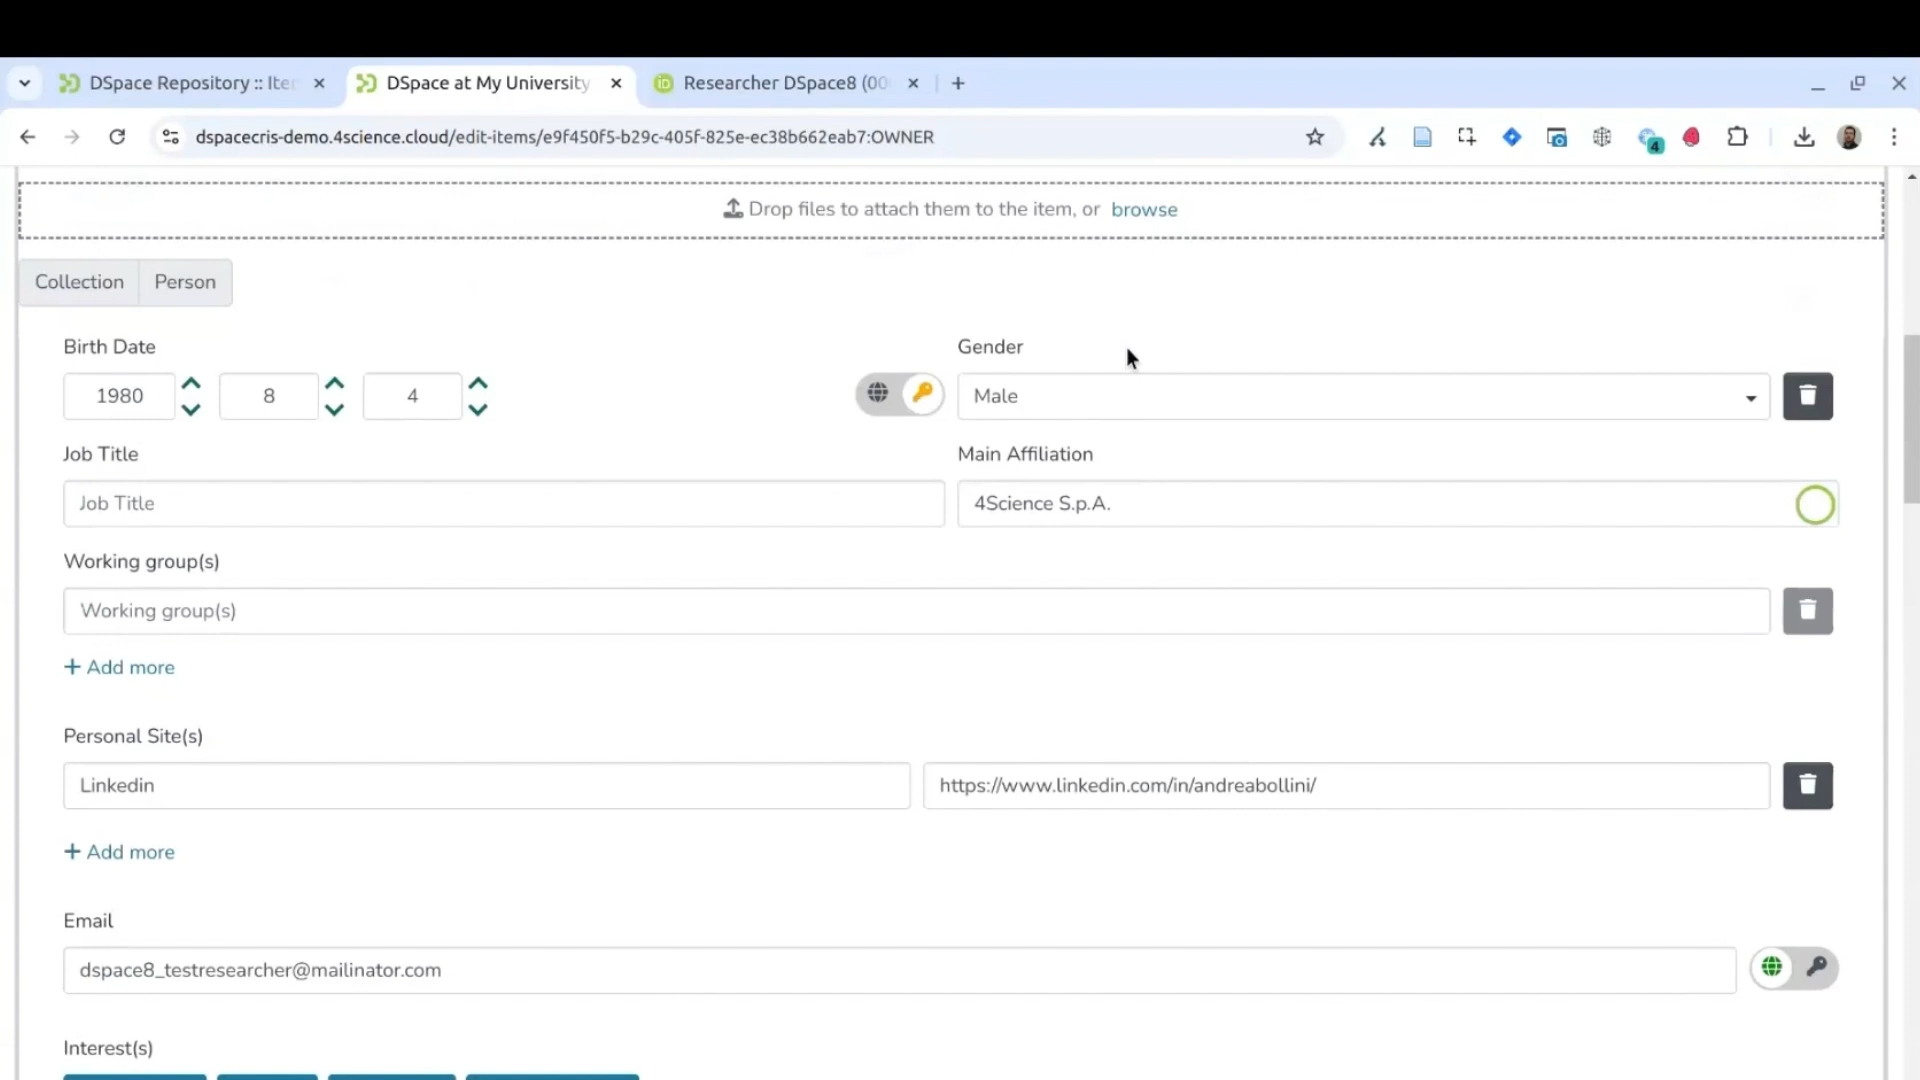 DSpace Repository :: Iter
DSpace at My University
Researcher DSpace8 (00
dspacecris-demo.4science.cloud/edit-items/e9f450f5-b29c-405f-825e-ec38b662eab7:OWNER
4
Drop files to attach them to the item, or browse
Collection Person
Birth Date
Gender
1980 8 4
Male
Job Title
Main Affiliation
Job Title
4Science S.p.A.
Working group(s)
Working group(s)
+ Add more
Personal Site(s)
Linkedin
https://www.linkedin.com/in/andreabollini/
+ Add more
Email
dspace8_testresearcher@mailinator.com
Interest(s)